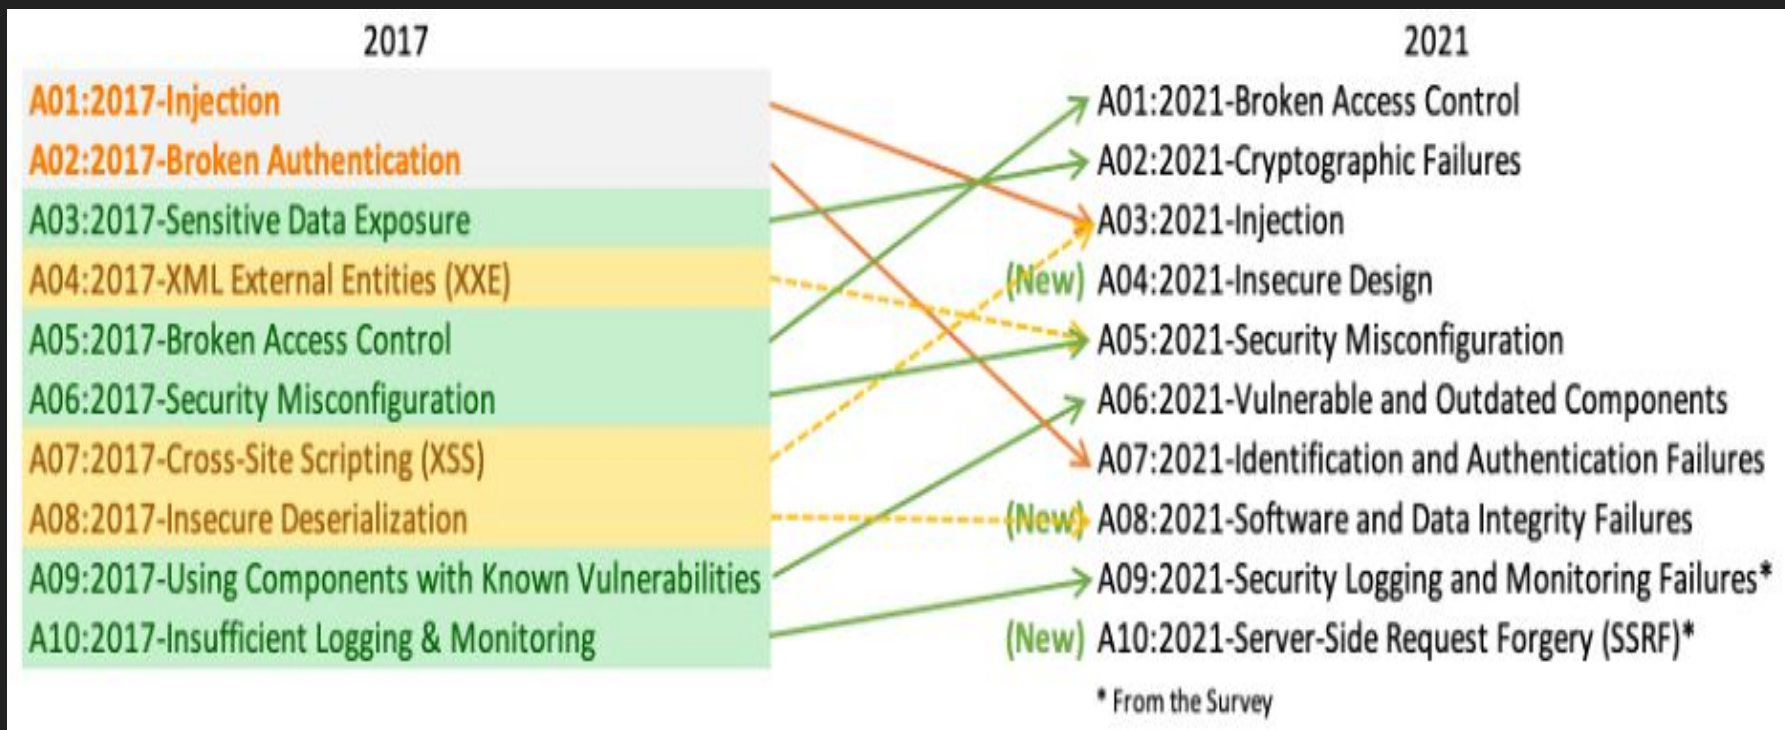 2017
A01:2017-Injection
A02:2017-Broken Authentication
A03:2017-Sensitive Data Exposure
A04:2017-XML External Entities (XXE)
A05:2017-Broken Access Control
A06:2017-Security Misconfiguration
A07:2017-Cross-Site Scripting (XSS)
A08:2017-Insecure Deserialization
A09:2017-Using Components with Known Vulnerabilities
A10:2017-Insufficient Logging & Monitoring
2021
A01:2021-Broken Access Control
A02:2021-Cryptographic Failures
A03:2021-Injection
(New) A04:2021-Insecure Design
A05:2021-Security Misconfiguration
A06:2021-Vulnerable and Outdated Components
A07:2021-Identification and Authentication Failures
(New) A08:2021-Software and Data Integrity Failures
A09:2021-Security Logging and Monitoring Failures*
(New) A10:2021-Server-Side Request Forgery (SSRF)*
* From the Survey